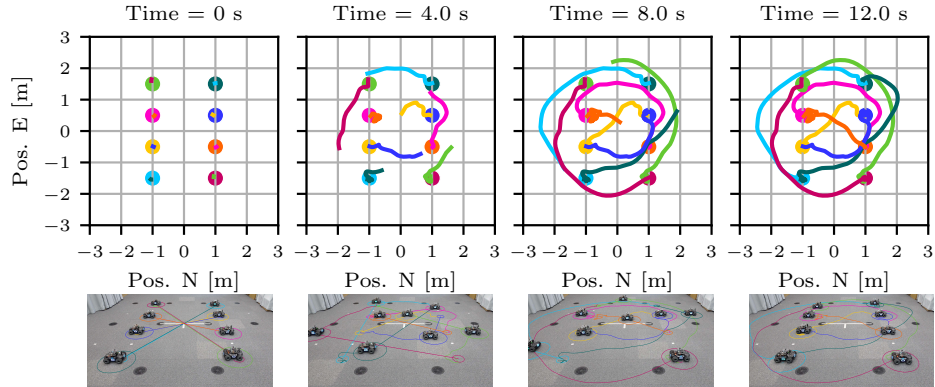 Time = 0 s Time = 4.0 s Time = 8.0 s Time = 12.0 s
Pos. E [m]
3
2
1
0
−1
−2
−3
−3 −2 −1 0 1 2 3 −3 −2 −1 0 1 2 3 −3 −2 −1 0 1 2 3 −3 −2 −1 0 1 2 3
Pos. N [m] Pos. N [m] Pos. N [m] Pos. N [m]